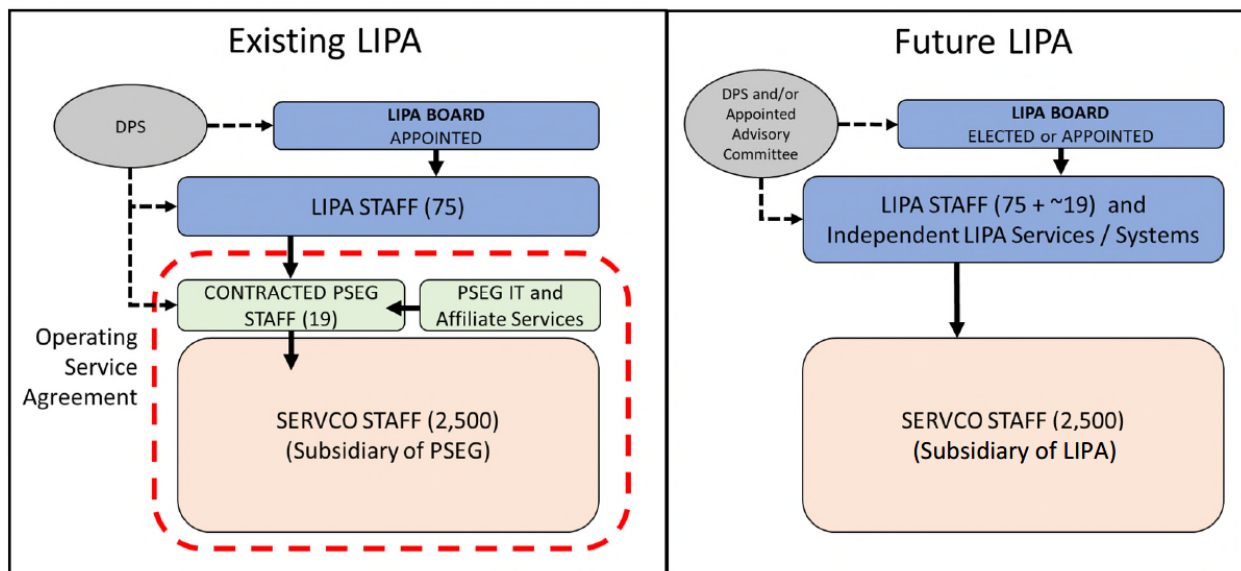 Existing LIPA
DPS
LIPA BOARD
APPOINTED
LIPA STAFF (75)
CONTRACTED PSEG
STAFF (19)
PSEG IT and
Affiliate Services
Operating
Service
Agreement
SERVCO STAFF (2,500)
(Subsidiary of PSEG)
Future LIPA
DPS and/or
Appointed
Advisory
Committee
LIPA BOARD
ELECTED or APPOINTED
LIPA STAFF (75 + ~19) and
Independent LIPA Services / Systems
SERVCO STAFF (2,500)
(Subsidiary of LIPA)